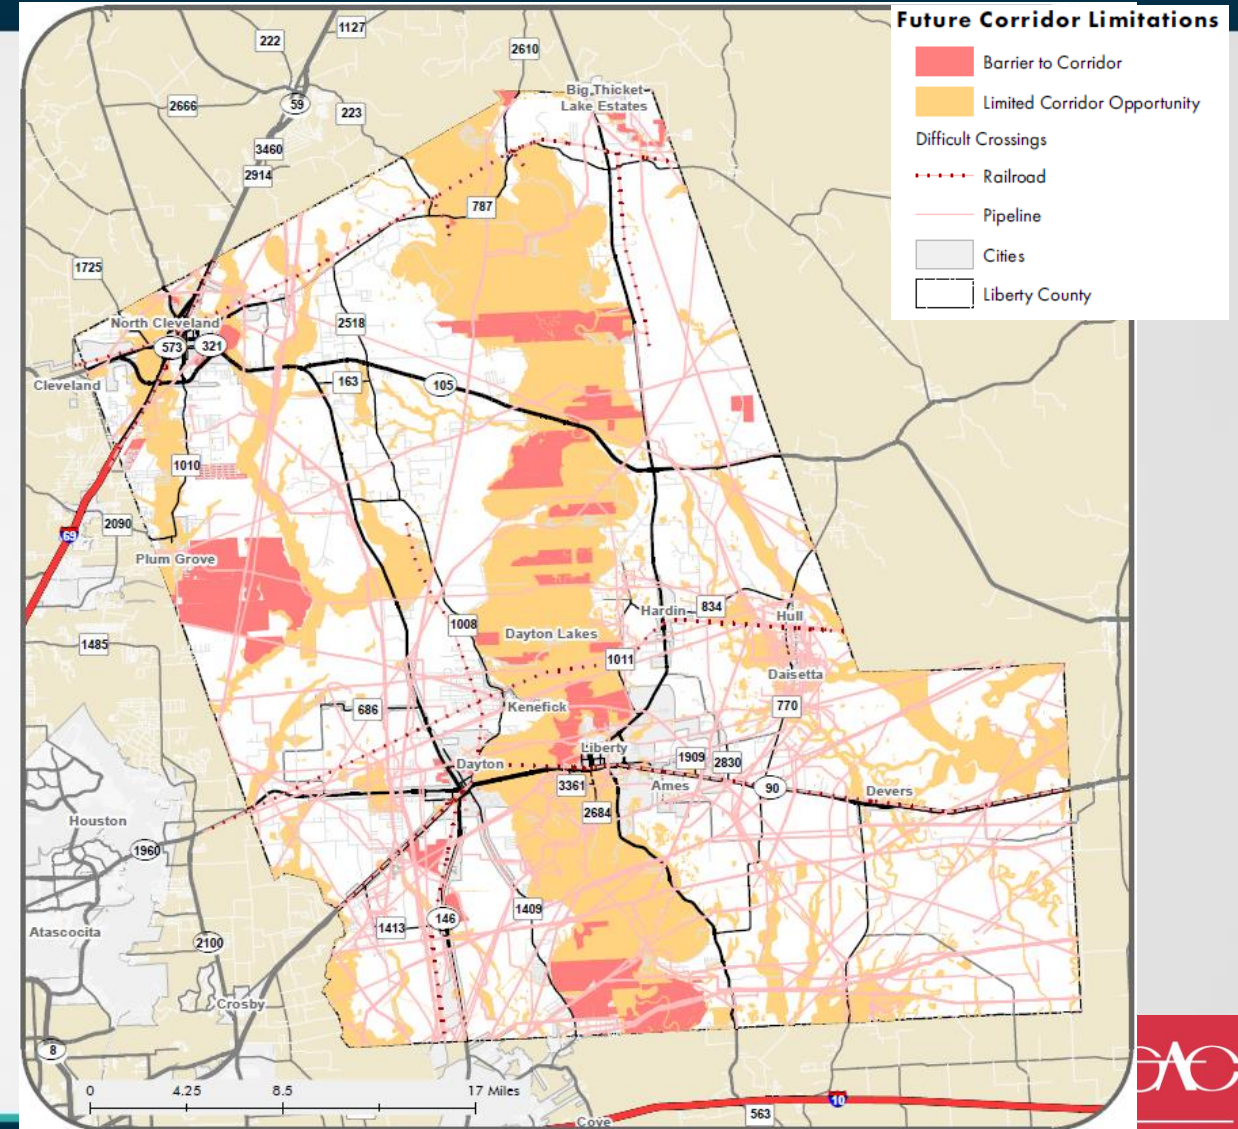 Future Corridor Limitations
Barrier to Corridor
Limited Corridor Opportunity
Difficult Crossings
Railroad
Pipeline
Cities
Liberty County
1127
222
2610
Big Thicket
Lake Estates
2666
59
223
3460
2914
787
1725
North Cleveland
2518
573
321
Cleveland
163
105
1010
2090
69
Plum Grove
Hardin
834
Hull
1008
Dayton Lakes
1485
1011
Daisetta
686
Kenefick
770
Liberty
Dayton
1909
2830
3361
Ames
90
Devers
2684
Houston
1960
1409
146
1413
Atascocita
2100
Crosby
8
0
4.25
8.5
17 Miles
10
563
Cove